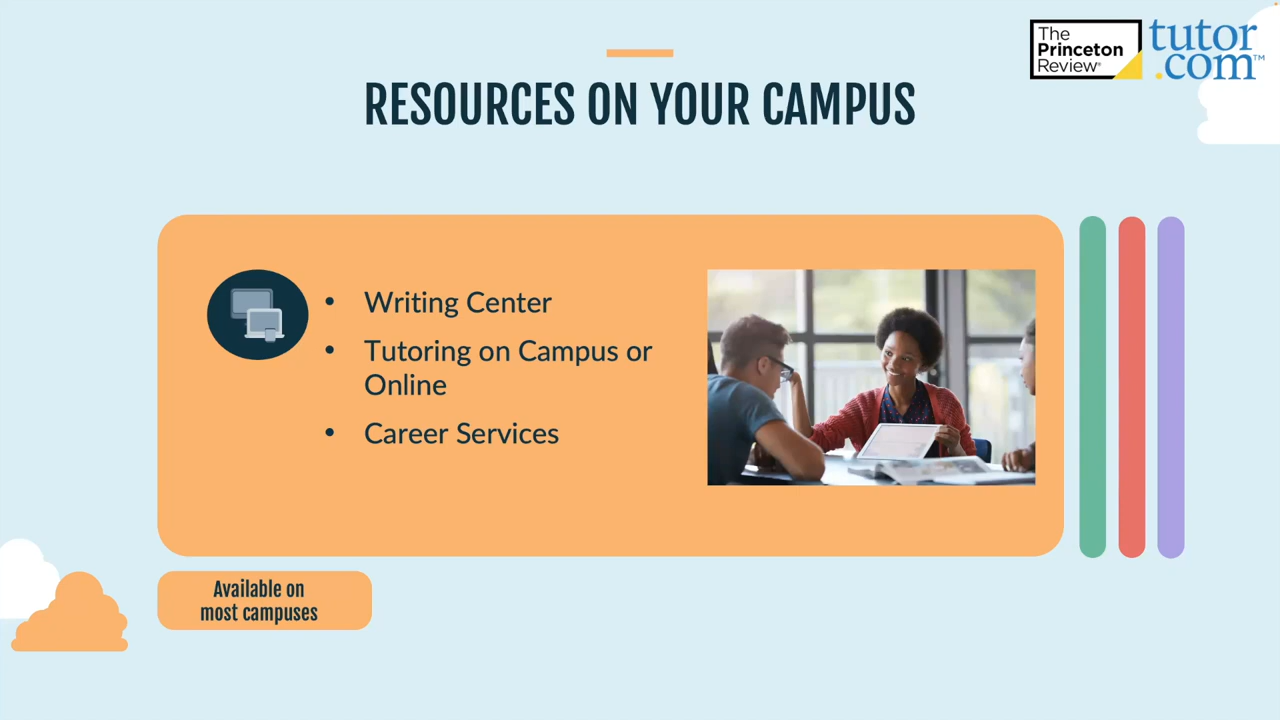 The
Princeton
Review®
tutor
.com™
RESOURCES ON YOUR CAMPUS
• Writing Center
• Tutoring on Campus or
Online
• Career Services
Available on
most campuses